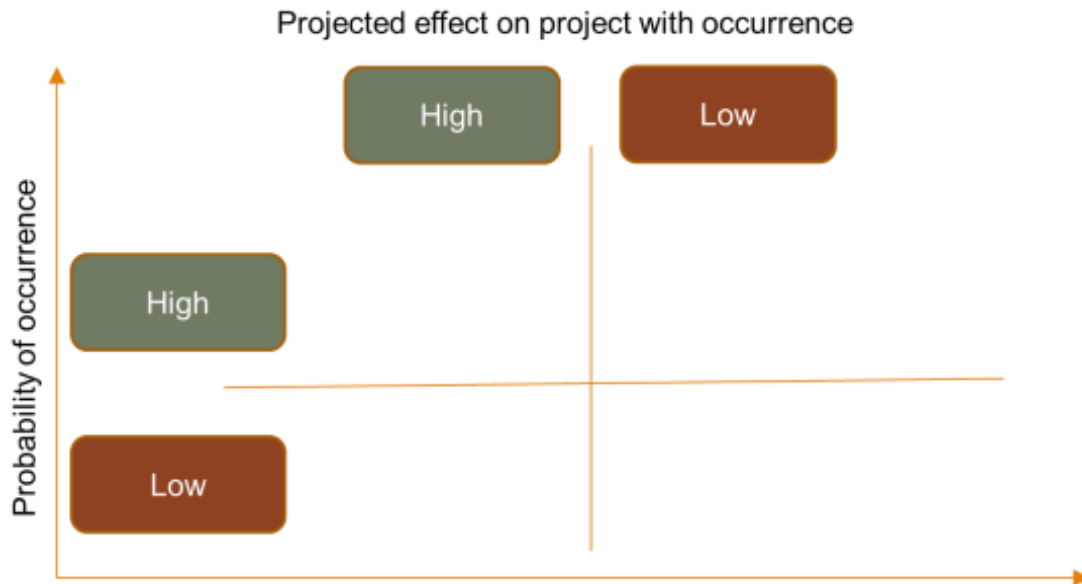 Projected effect on project with occurrence
High
Low
Probability of occurrence
High
Low